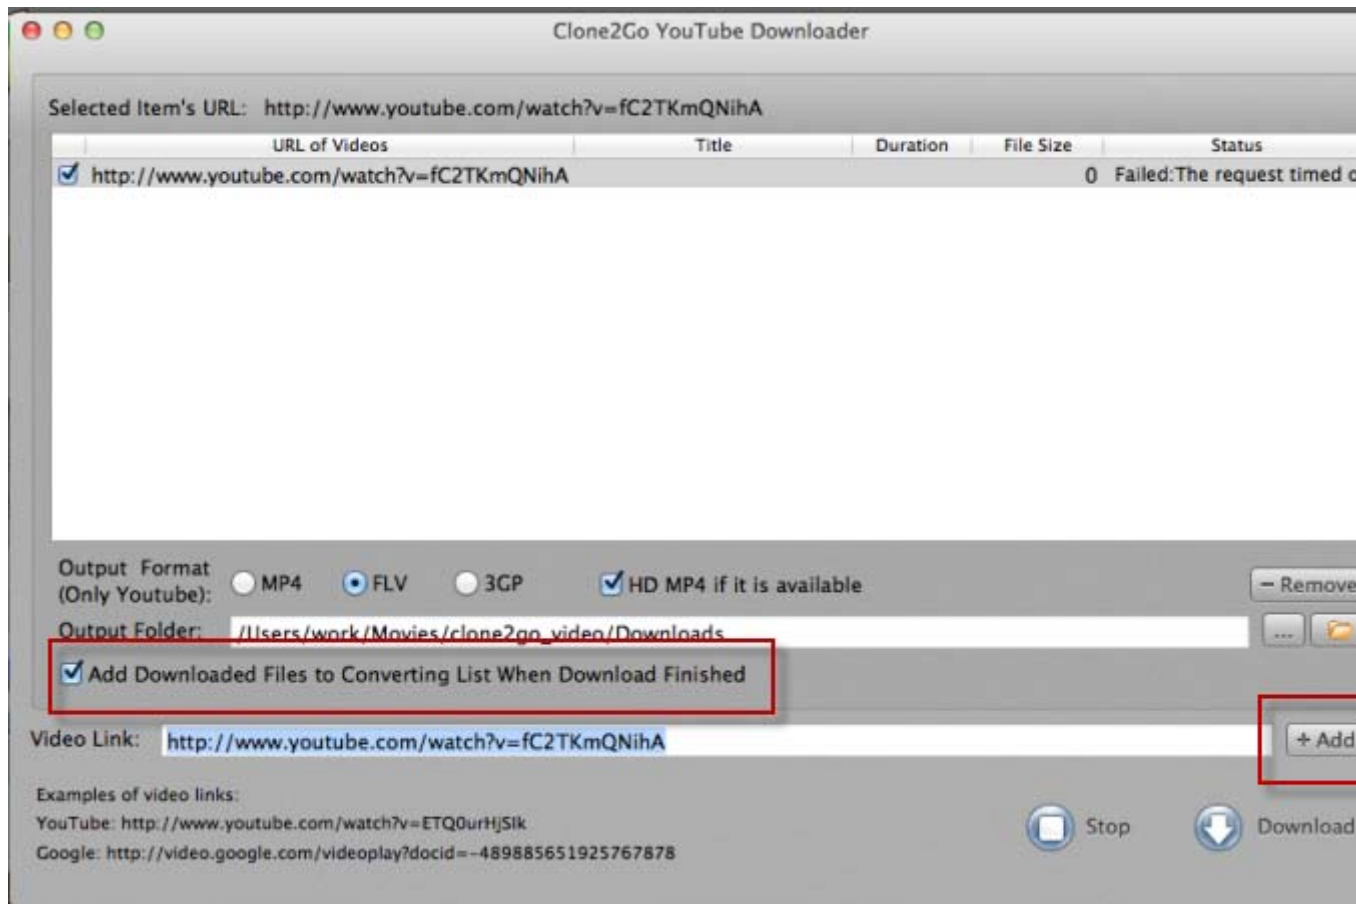 Clone2Go YouTube Downloader
Selected Item's URL: http://www.youtube.com/watch?v=fC2TKmQNihA
URL of Videos Title Duration File Size Status
http://www.youtube.com/watch?v=fC2TKmQNihA 0 Failed:The request timed o
Output Format
(Only Youtube): MP4 FLV 3GP HD MP4 if it is available − Remove
Output Folder: /Users/work/Movies/clone2go_video/Downloads ...
Add Downloaded Files to Converting List When Download Finished
Video Link: http://www.youtube.com/watch?v=fC2TKmQNihA + Add
Examples of video links:
YouTube: http://www.youtube.com/watch?v=ETQ0urHjSIk
Google: http://video.google.com/videoplay?docid=-489885651925767878
Stop Download